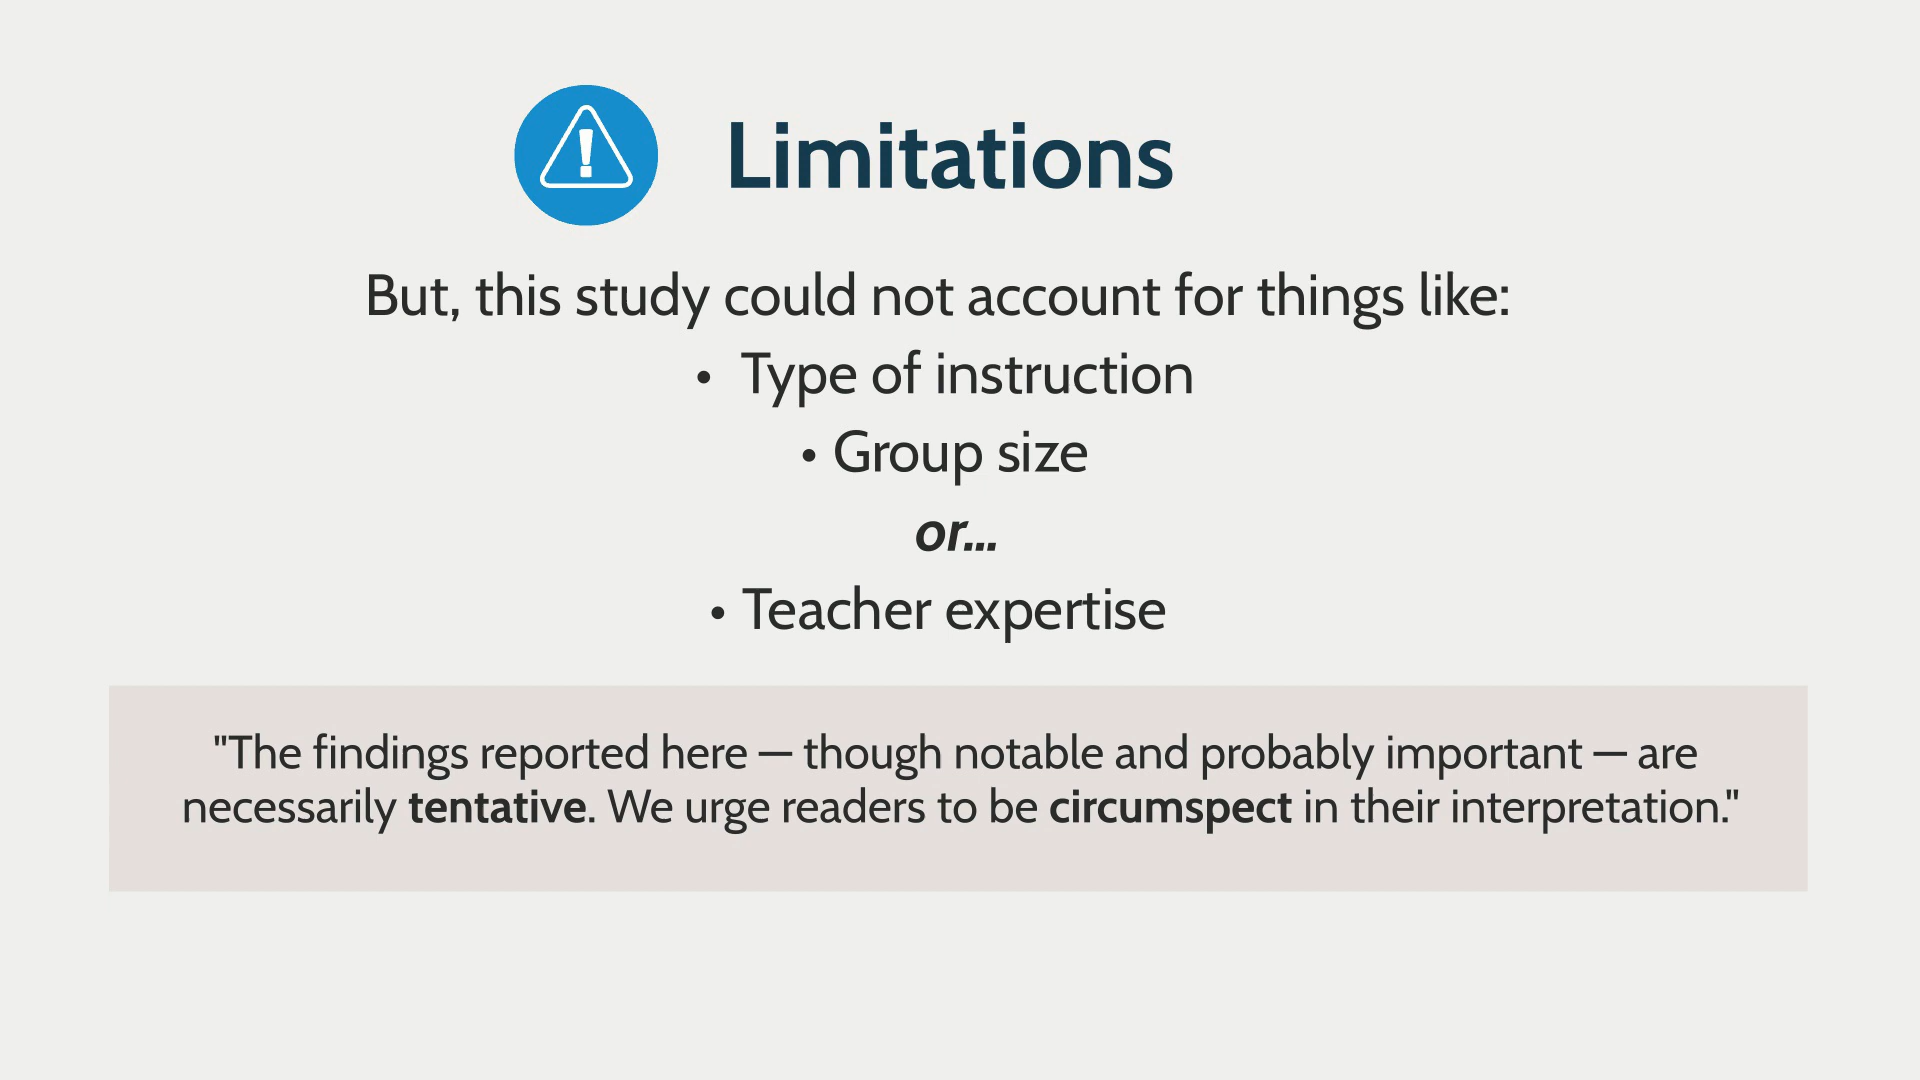 Limitations
But, this study could not account for things like:
• Type of instruction
• Group size
or...
• Teacher expertise
"The findings reported here — though notable and probably important — are
necessarily tentative. We urge readers to be circumspect in their interpretation."